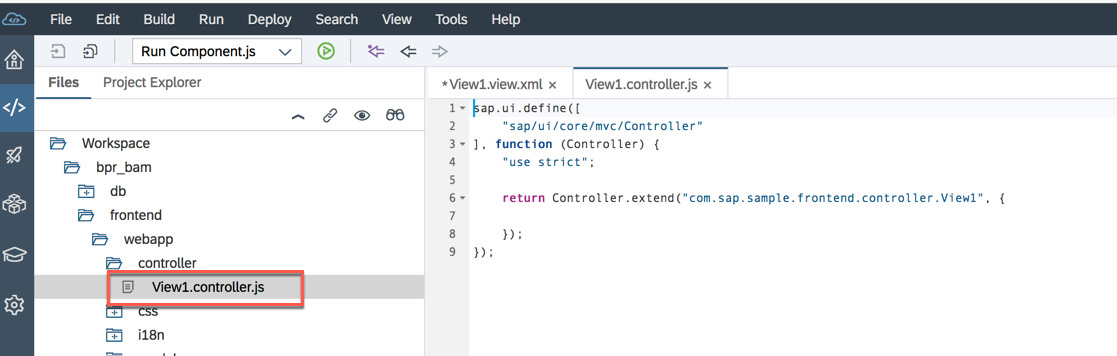 File Edit Build Run Deploy Search View Tools Help
Run Component.js
Files Project Explorer
Workspace
bpr_bam
db
frontend
webapp
controller
View1.controller.js
css
i18n
*View1.view.xml × View1.controller.js ×
1 sap.ui.define([
2 "sap/ui/core/mvc/Controller"
3 ], function (Controller) {
4 "use strict";
5
6 return Controller.extend("com.sap.sample.frontend.controller.View1", {
7
8 });
9 });